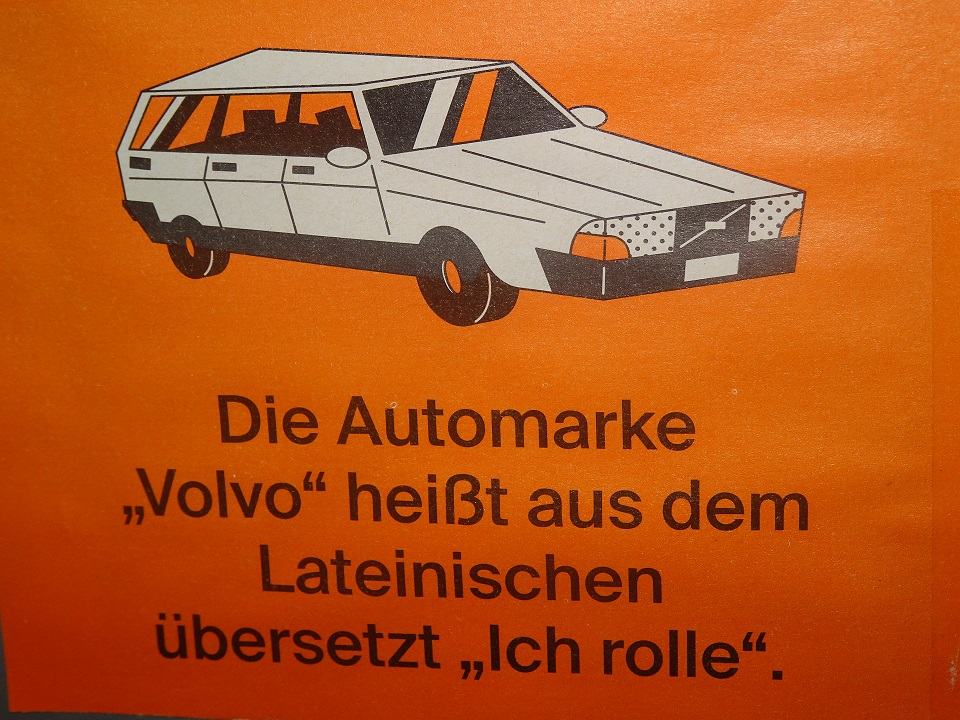 Die Automarke
„Volvo“ heißt aus dem
Lateinischen
übersetzt „Ich rolle“.